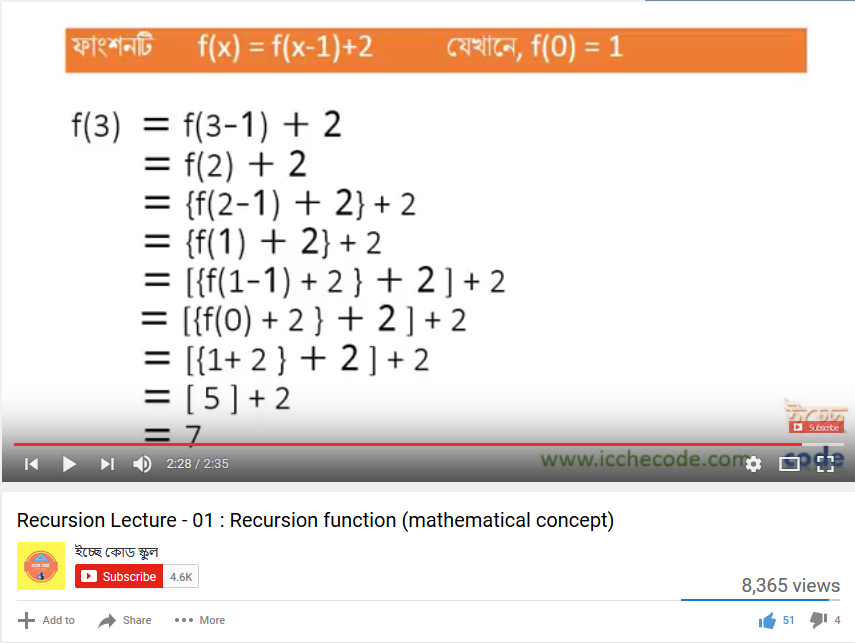 ফাংশনটি f(x) = f(x-1)+2 যেখানে, f(0) = 1
f(3) = f(3-1) + 2
= f(2) + 2
= {f(2-1) + 2} + 2
= {f(1) + 2} + 2
= [{f(1-1) + 2 } + 2 ] + 2
= [{f(0) + 2 } + 2 ] + 2
= [{1+ 2 } + 2 ] + 2
= [ 5 ] + 2
= 7
ইচ্ছে
Subscribe
code
www.icchecode.com
2:28 / 2:35
Recursion Lecture - 01 : Recursion function (mathematical concept)
ইচ্ছে কোড স্কুল
Subscribe 4.6K
8,365 views
Add to Share More 51 4